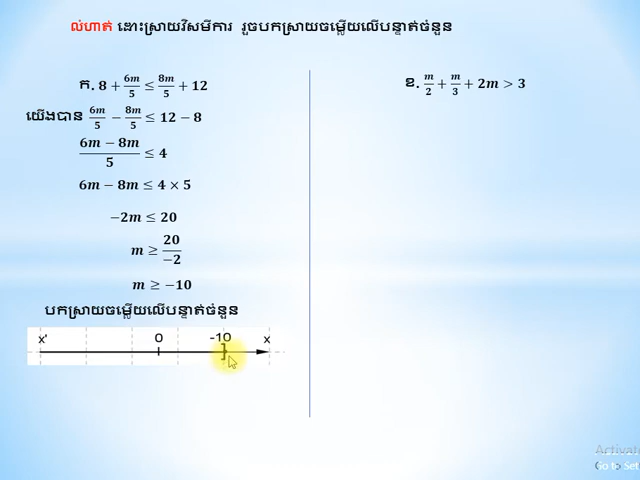 លំហាត់ ដោះស្រាយវិសមីការ រួចបកស្រាយចម្លើយលើបន្ទាត់ចំនួន
ក. 8 + 6m/5 ≤ 8m/5 + 12
យើងបាន 6m/5 − 8m/5 ≤ 12 − 8
6m − 8m/5 ≤ 4
6m − 8m ≤ 4 × 5
−2m ≤ 20
m ≥ 20/−2
m ≥ −10
បកស្រាយចម្លើយលើបន្ទាត់ចំនួន
x' 0 -10 x
ខ. m/2 + m/3 + 2m > 3
Activate
Go to Set